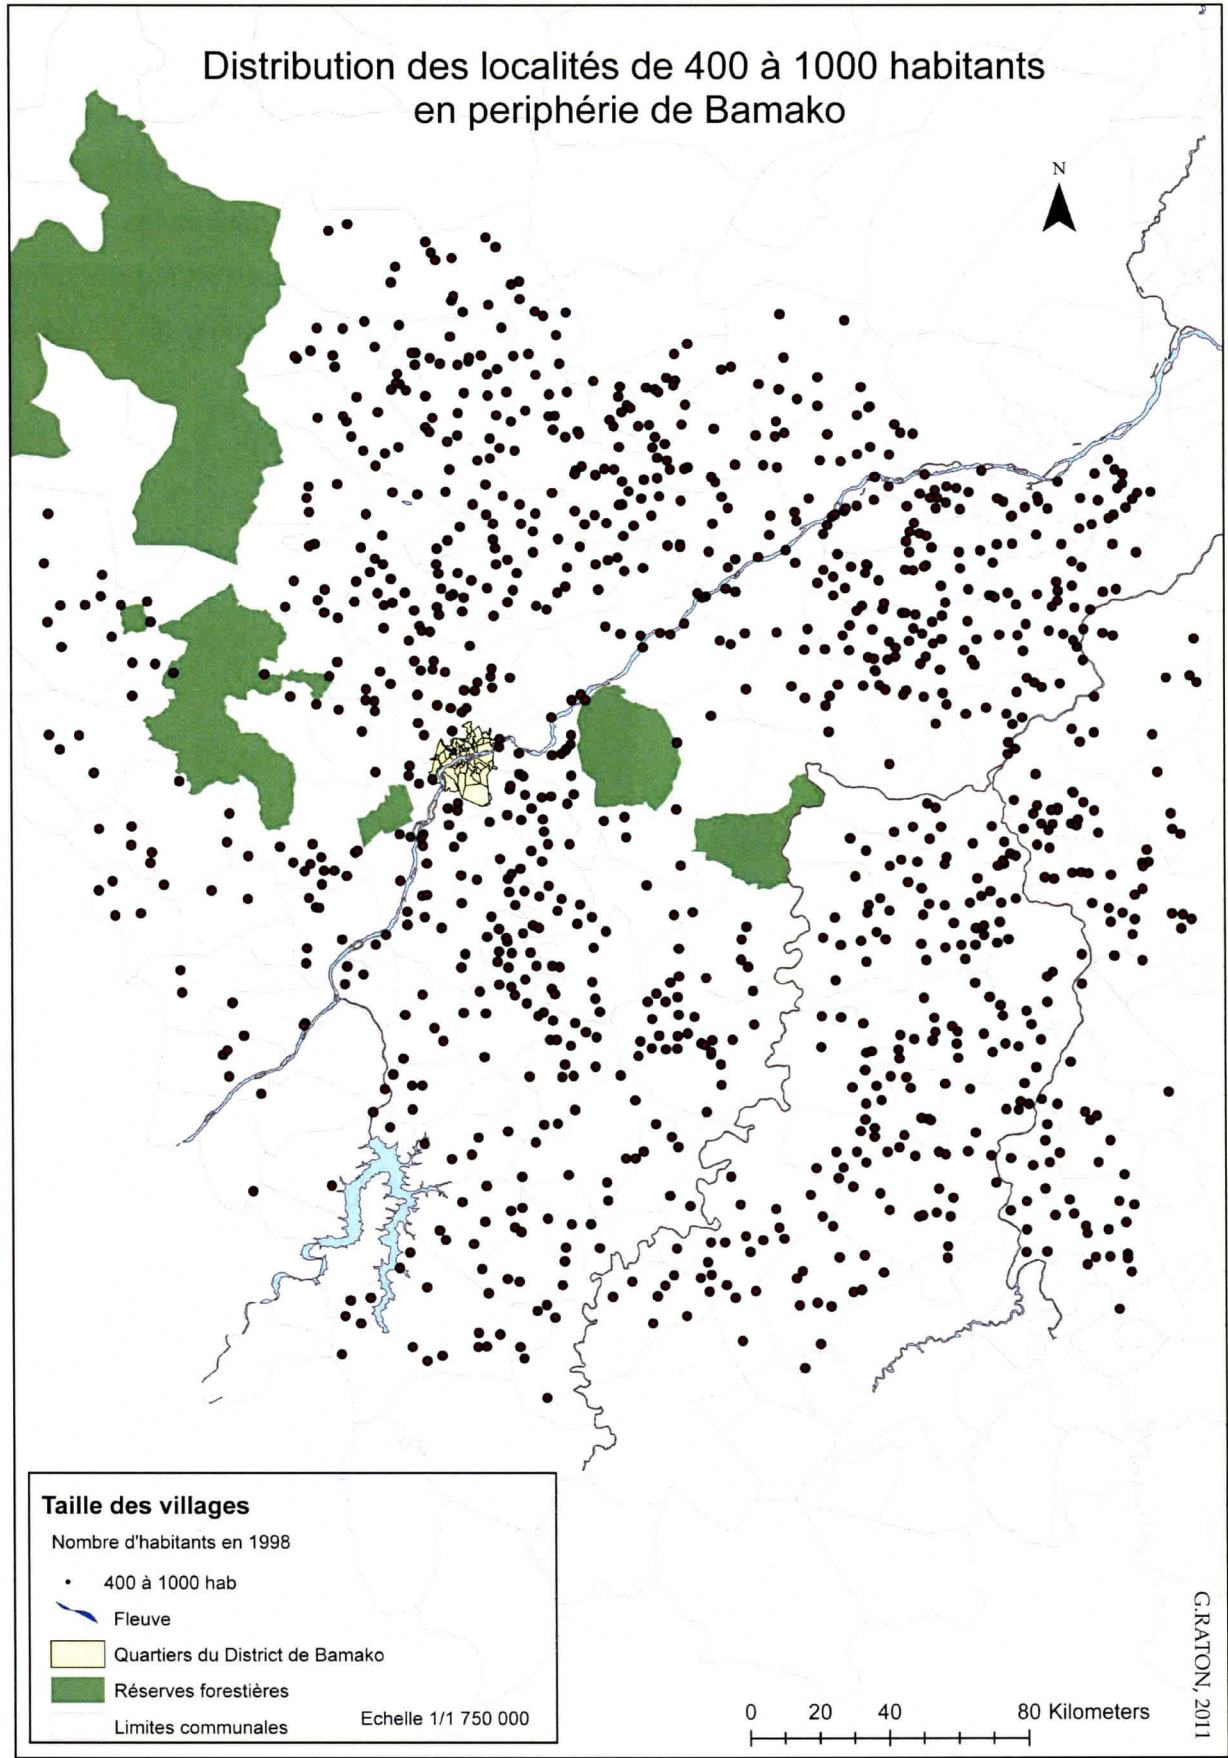 Distribution des localités de 400 à 1000 habitants
en periphérie de Bamako
N
Taille des villages
Nombre d'habitants en 1998
400 à 1000 hab
Fleuve
Quartiers du District de Bamako
Réserves forestières
Limites communales
Echelle 1/1 750 000
0 20 40 80 Kilometers
G.RATON, 2011